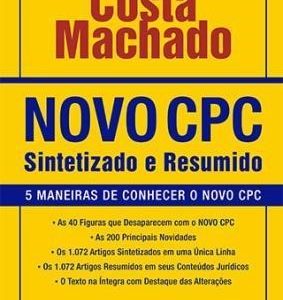 Costa
Machado
NOVO CPC
Sintetizado e Resumido
5 MANEIRAS DE CONHECER O NOVO CPC
• As 40 Figuras que Desaparecem com o NOVO CPC
• As 200 Principais Novidades
• Os 1.072 Artigos Sintetizados em uma Única Linha
• Os 1.072 Artigos Resumidos em seus Conteúdos Jurídicos
• O Texto na Íntegra com Destaque das Alterações